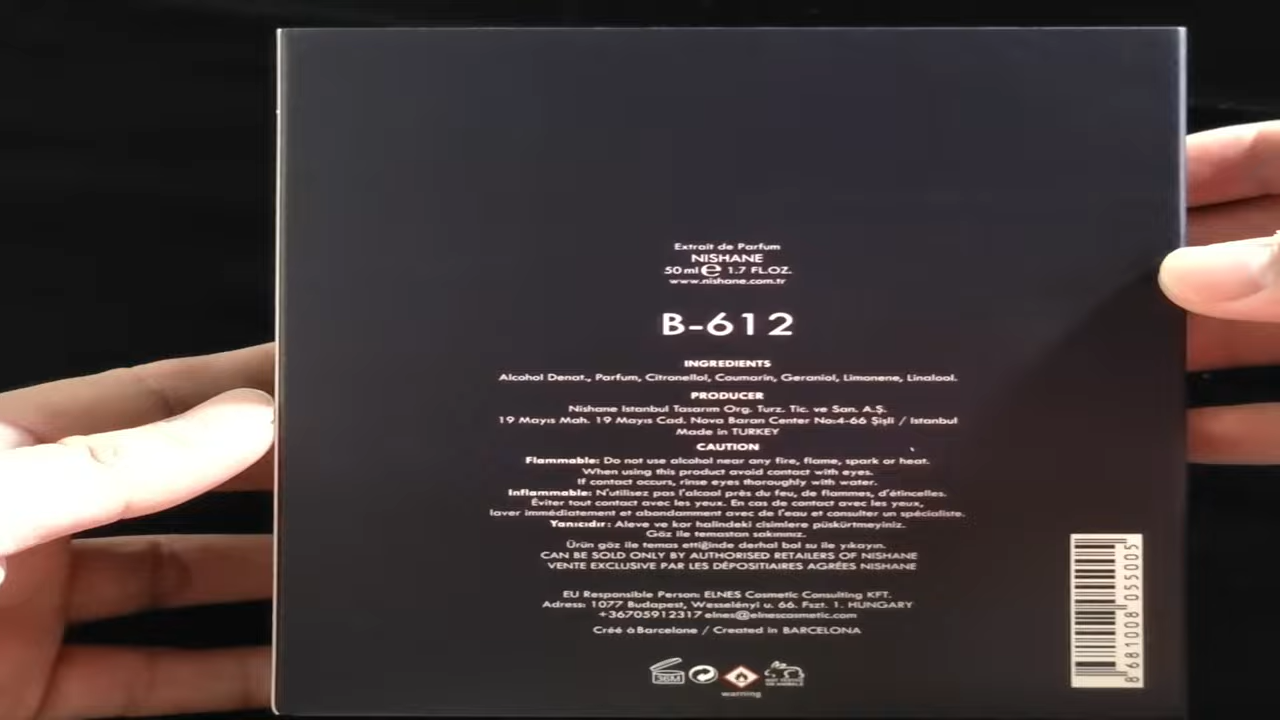 Extrait de Parfum
NISHANE
50 ml e 1.7 FL.OZ.
www.nishane.com.tr
B-612
INGREDIENTS
Alcohol Denat., Parfum, Citronellol, Coumarin, Geraniol, Limonene, Linalool.
PRODUCER
Nishane Istanbul Tasarım Org. Turz. Tic. ve San. A.Ş.
19 Mayıs Mah. 19 Mayıs Cad. Nova Baran Center No:4-66 Şişli / Istanbul
Made in TURKEY
CAUTION
Flammable: Do not use alcohol near any fire, flame, spark or heat.
When using this product avoid contact with eyes.
If contact occurs, rinse eyes thoroughly with water.
Inflammable: N'utilisez pas l'alcool près du feu, de flammes, d'étincelles.
Éviter tout contact avec les yeux. En cas de contact avec les yeux,
laver immédiatement et abondamment avec de l'eau et consulter un spécialiste.
Yanıcıdır: Aleve ve kor halindeki cisimlere püskürtmeyiniz.
Göz ile temastan sakınınız.
Ürün göz ile temas ettiğinde derhal bol su ile yıkayın.
CAN BE SOLD ONLY BY AUTHORISED RETAILERS OF NISHANE
VENTE EXCLUSIVE PAR LES DÉPOSITIAIRES AGRÉES NISHANE
EU Responsible Person: ELNES Cosmetic Consulting KFT.
Adress: 1077 Budapest, Wesselényi u. 66. Fszt. 1. HUNGARY
+36705912317 elnes@elnescosmetic.com
Créé à Barcelone / Created in BARCELONA
36M
NOT TESTED
ON ANIMALS
warning
8 681008 055005